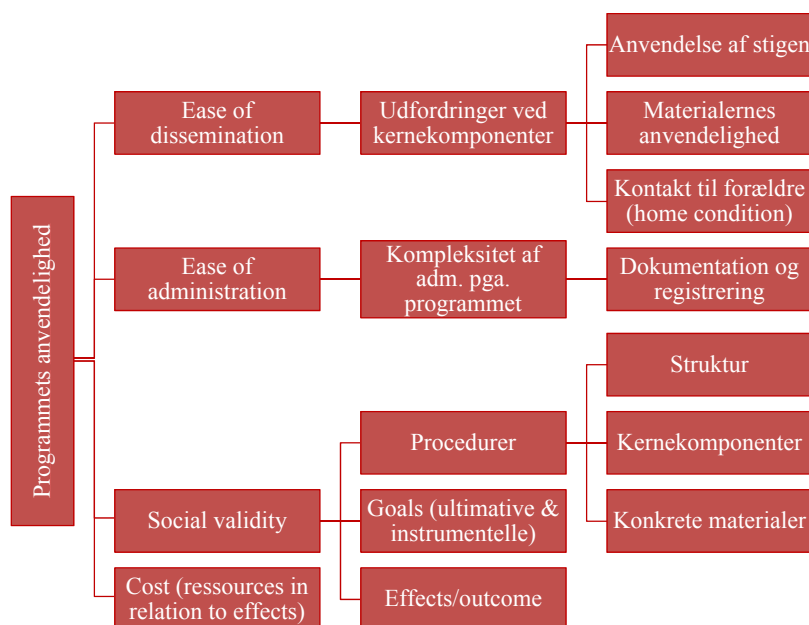 Programmets anvendelighed
Ease of
dissemination
Udfordringer ved
kernekomponenter
Anvendelse af stigen
Materialernes
anvendelighed
Kontakt til forældre
(home condition)
Ease of
administration
Kompleksitet af
adm. pga.
programmet
Dokumentation og
registrering
Social validity
Procedurer
Struktur
Kernekomponenter
Konkrete materialer
Goals (ultimative &
instrumentelle)
Effects/outcome
Cost (ressources in
relation to effects)